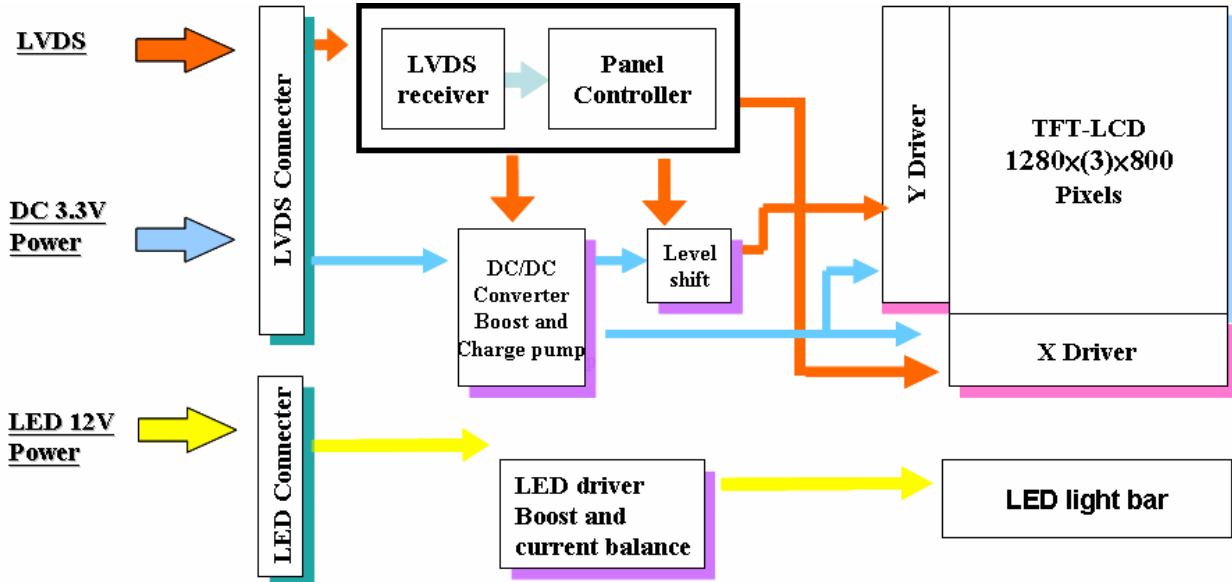 LVDS
DC 3.3V
Power
LED 12V
Power
LVDS Connecter
LED Connecter
LVDS
receiver
Panel
Controller
DC/DC
Converter
Boost and
Charge pump
Level
shift
LED driver
Boost and
current balance
Y Driver
TFT-LCD
1280×(3)×800
Pixels
X Driver
LED light bar